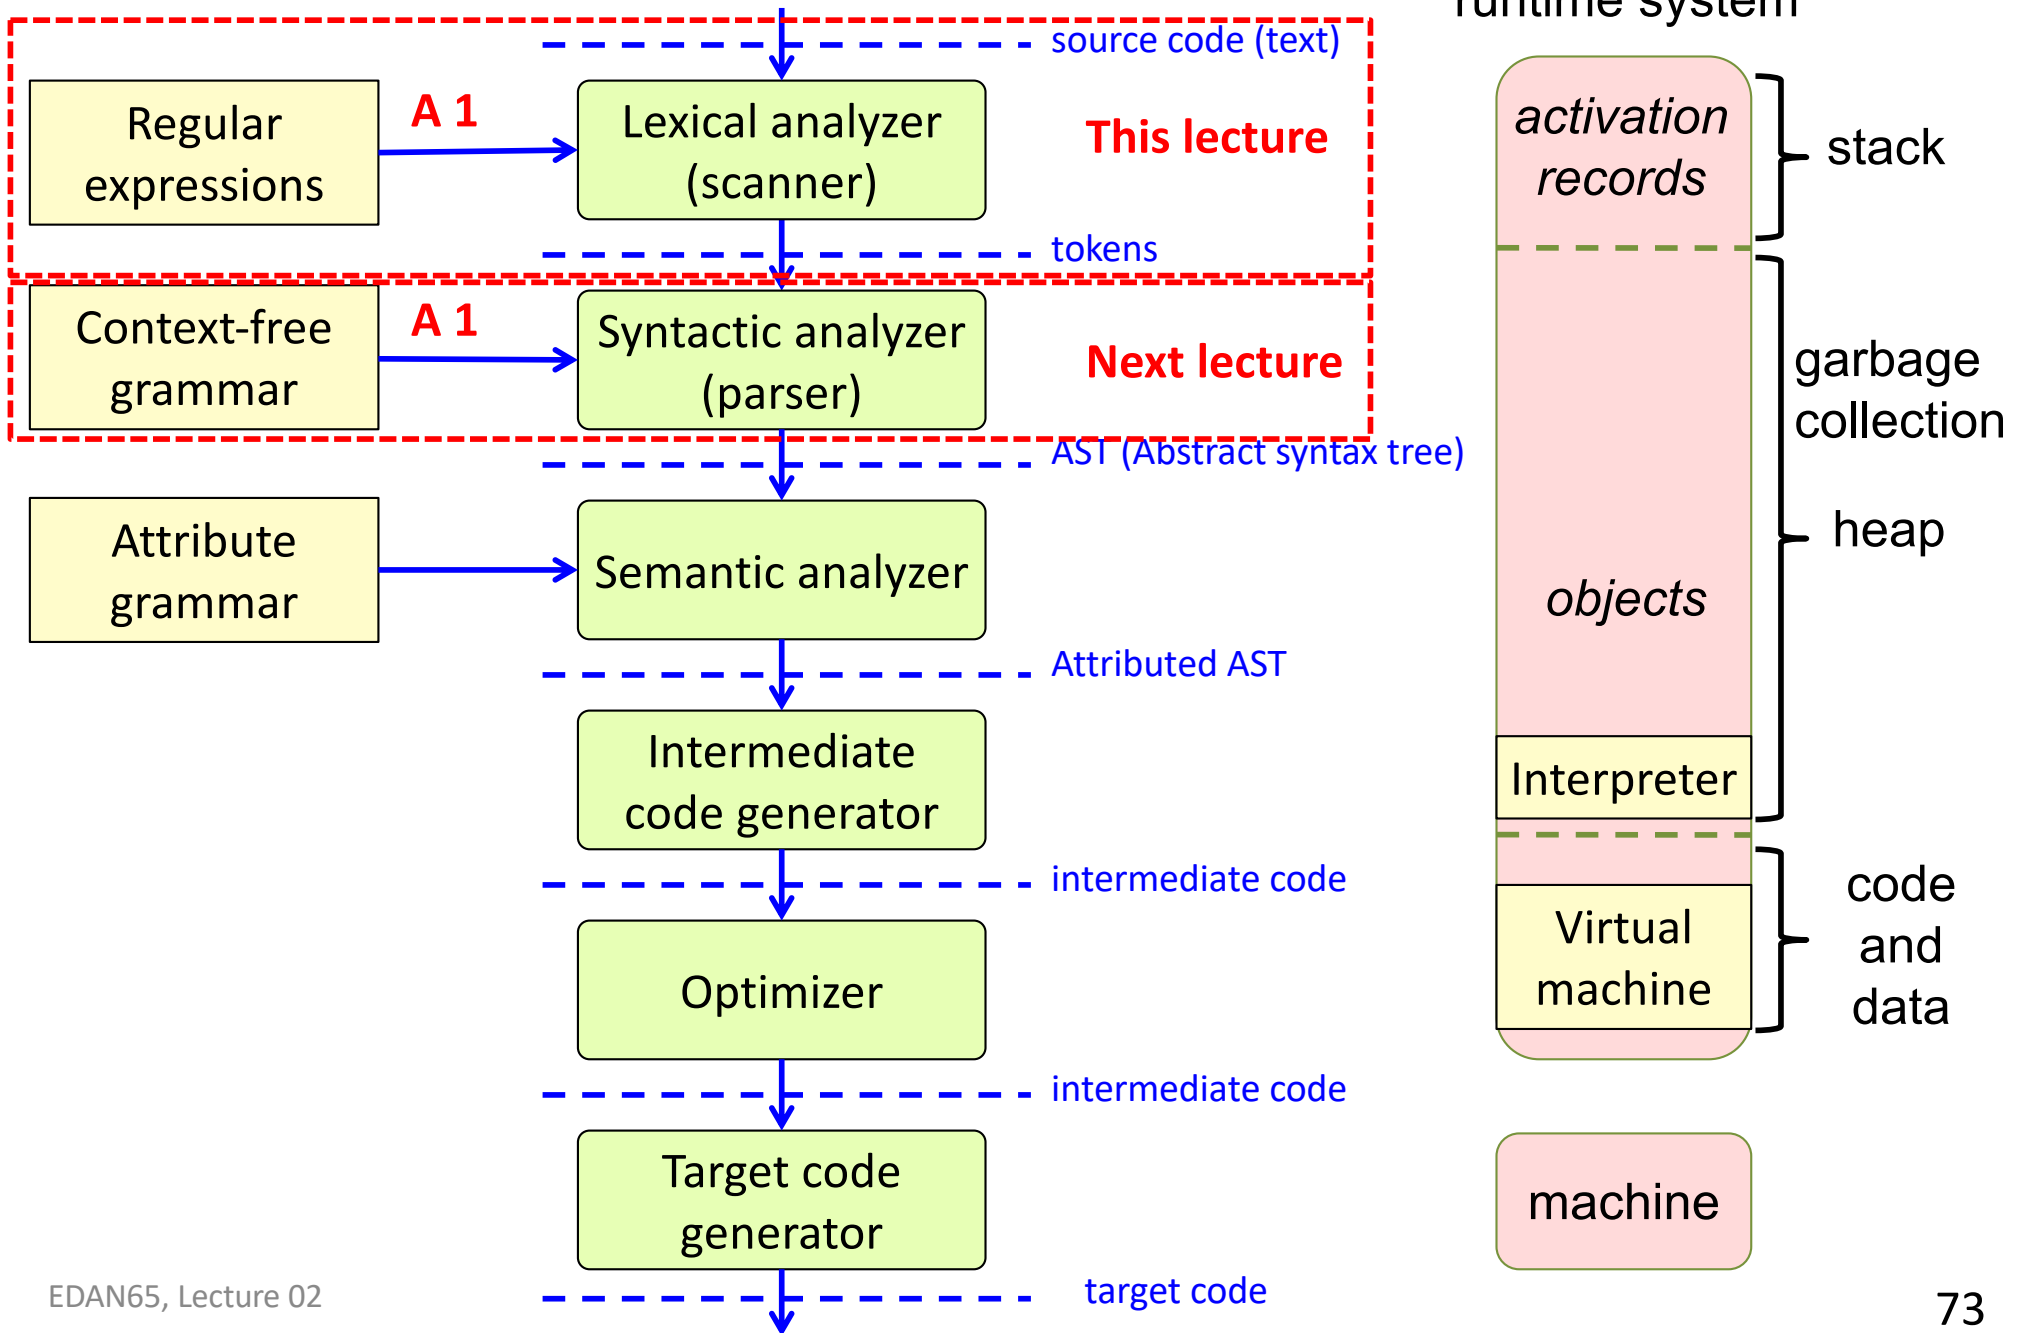 runtime system
source code (text)
Regular
expressions
A 1
Lexical analyzer
(scanner)
This lecture
tokens
Context-free
grammar
A 1
Syntactic analyzer
(parser)
Next lecture
AST (Abstract syntax tree)
Attribute
grammar
Semantic analyzer
Attributed AST
Intermediate
code generator
intermediate code
Optimizer
intermediate code
Target code
generator
target code
activation
records
stack
garbage
collection
heap
objects
Interpreter
Virtual
machine
code
and
data
machine
EDAN65, Lecture 02
73